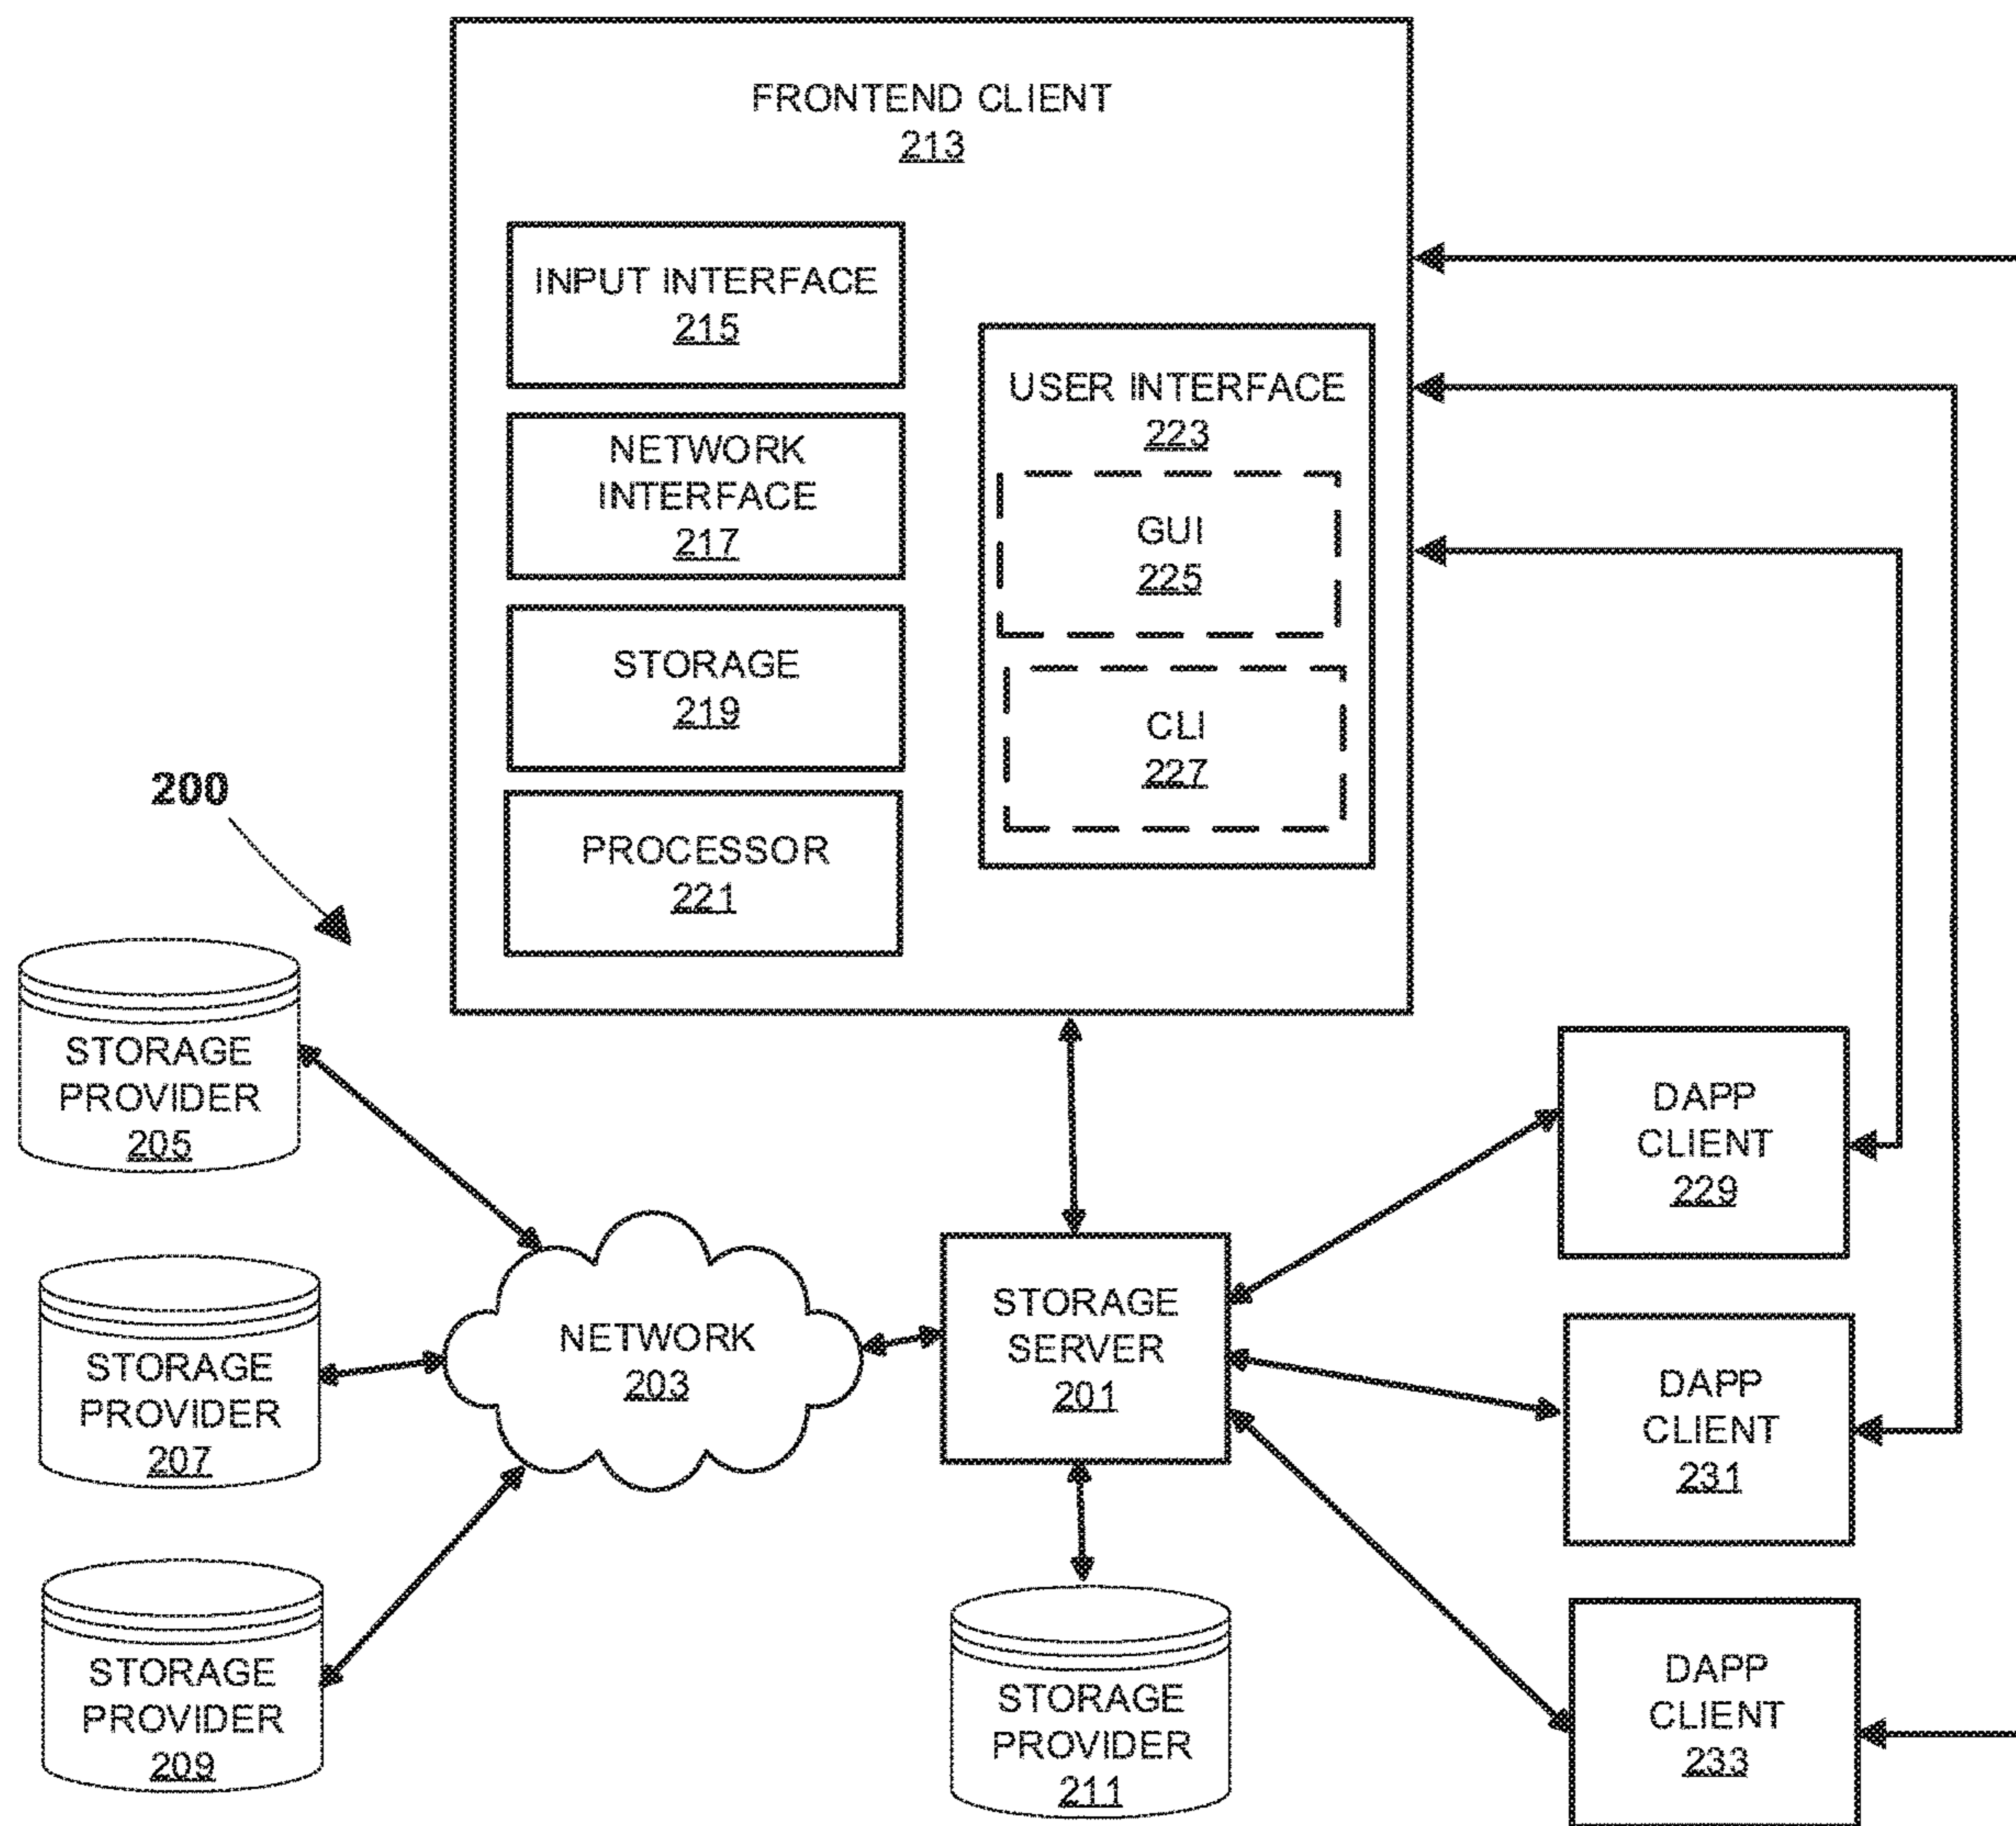 FRONTEND CLIENT
213
INPUT INTERFACE
215
NETWORK
INTERFACE
217
STORAGE
219
PROCESSOR
221
USER INTERFACE
223
GUI
225
CLI
227
200
STORAGE
PROVIDER
205
STORAGE
PROVIDER
207
STORAGE
PROVIDER
209
NETWORK
203
STORAGE
SERVER
201
STORAGE
PROVIDER
211
DAPP
CLIENT
229
DAPP
CLIENT
231
DAPP
CLIENT
233